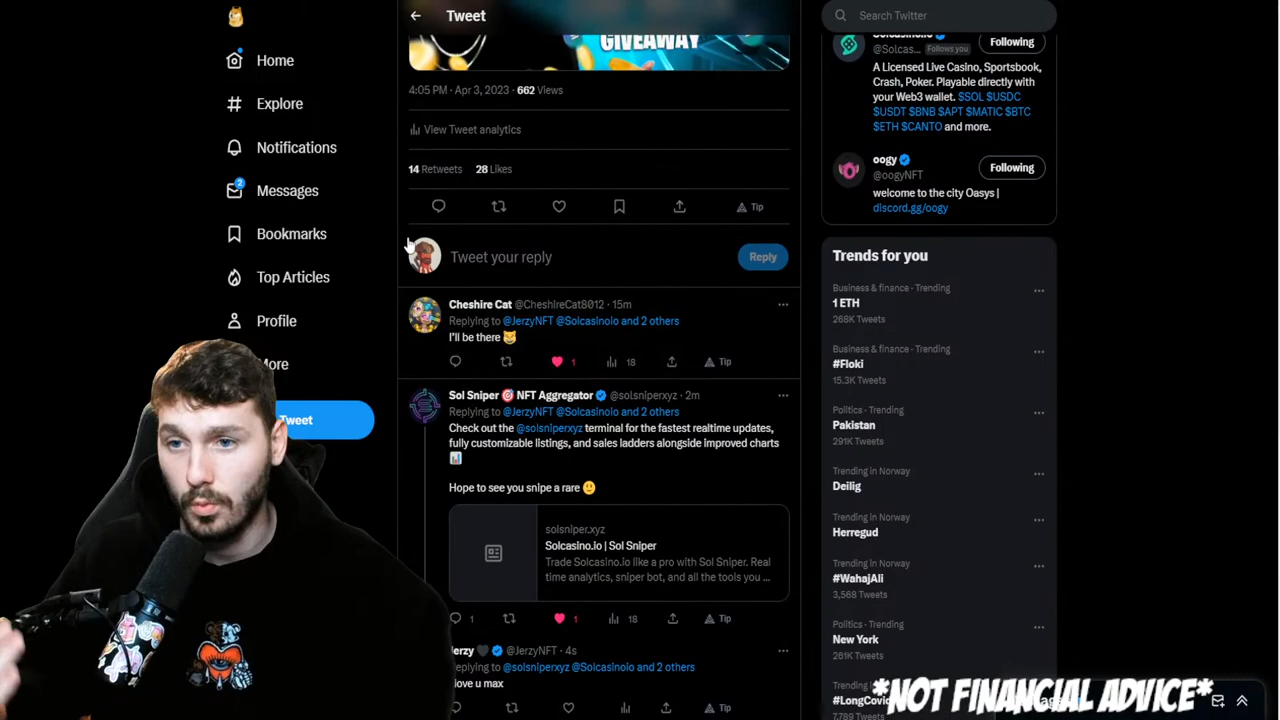 Tweet
Search Twitter
Home
Explore
Notifications
2
Messages
Bookmarks
Top Articles
Profile
More
Tweet
GIVEAWAY
4:05 PM · Apr 3, 2023 · 662 Views
View Tweet analytics
14 Retweets 28 Likes
Tip
Tweet your reply
Reply
Cheshire Cat @CheshIreCat8012 · 15m
Replying to @JerzyNFT @Solcasinoio and 2 others
I'll be there 😸
1 18 Tip
Sol Sniper 🎯 NFT Aggregator @solsniperxyz · 2m
Replying to @JerzyNFT @Solcasinoio and 2 others
Check out the @solsniperxyz terminal for the fastest realtime updates,
fully customizable listings, and sales ladders alongside improved charts
📊
Hope to see you snipe a rare 🙂
solsniper.xyz
Solcasino.io | Sol Sniper
Trade Solcasino.io like a pro with Sol Sniper. Real
time analytics, sniper bot, and all the tools you ...
1 1 18 Tip
Jerzy 🖤 @JerzyNFT · 4s
Replying to @solsniperxyz @Solcasinoio and 2 others
love u max
Tip
@Solcas... Follows you
Following
A Licensed Live Casino, Sportsbook,
Crash, Poker. Playable directly with
your Web3 wallet. $SOL $USDC
$USDT $BNB $APT $MATIC $BTC
$ETH $CANTO and more.
oogy
@oogyNFT
Following
welcome to the city Oasys |
discord.gg/oogy
Trends for you
Business & finance · Trending
1 ETH
268K Tweets
Business & finance · Trending
#Floki
15.3K Tweets
Politics · Trending
Pakistan
291K Tweets
Trending in Norway
Deilig
Trending in Norway
Herregud
Trending in Norway
#WahajAli
3,568 Tweets
Politics · Trending
New York
261K Tweets
#LongCovid
7,789 Tweets
*NOT FINANCIAL ADVICE*